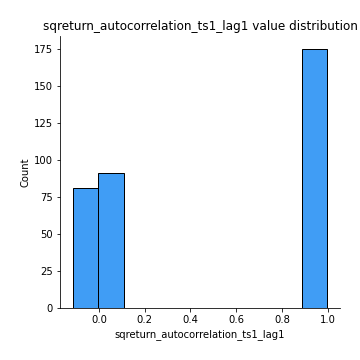 sqreturn_autocorrelation_ts1_lag1 value distribution
175
150
125
100
75
50
25
0
Count
0.0 0.2 0.4 0.6 0.8 1.0
sqreturn_autocorrelation_ts1_lag1